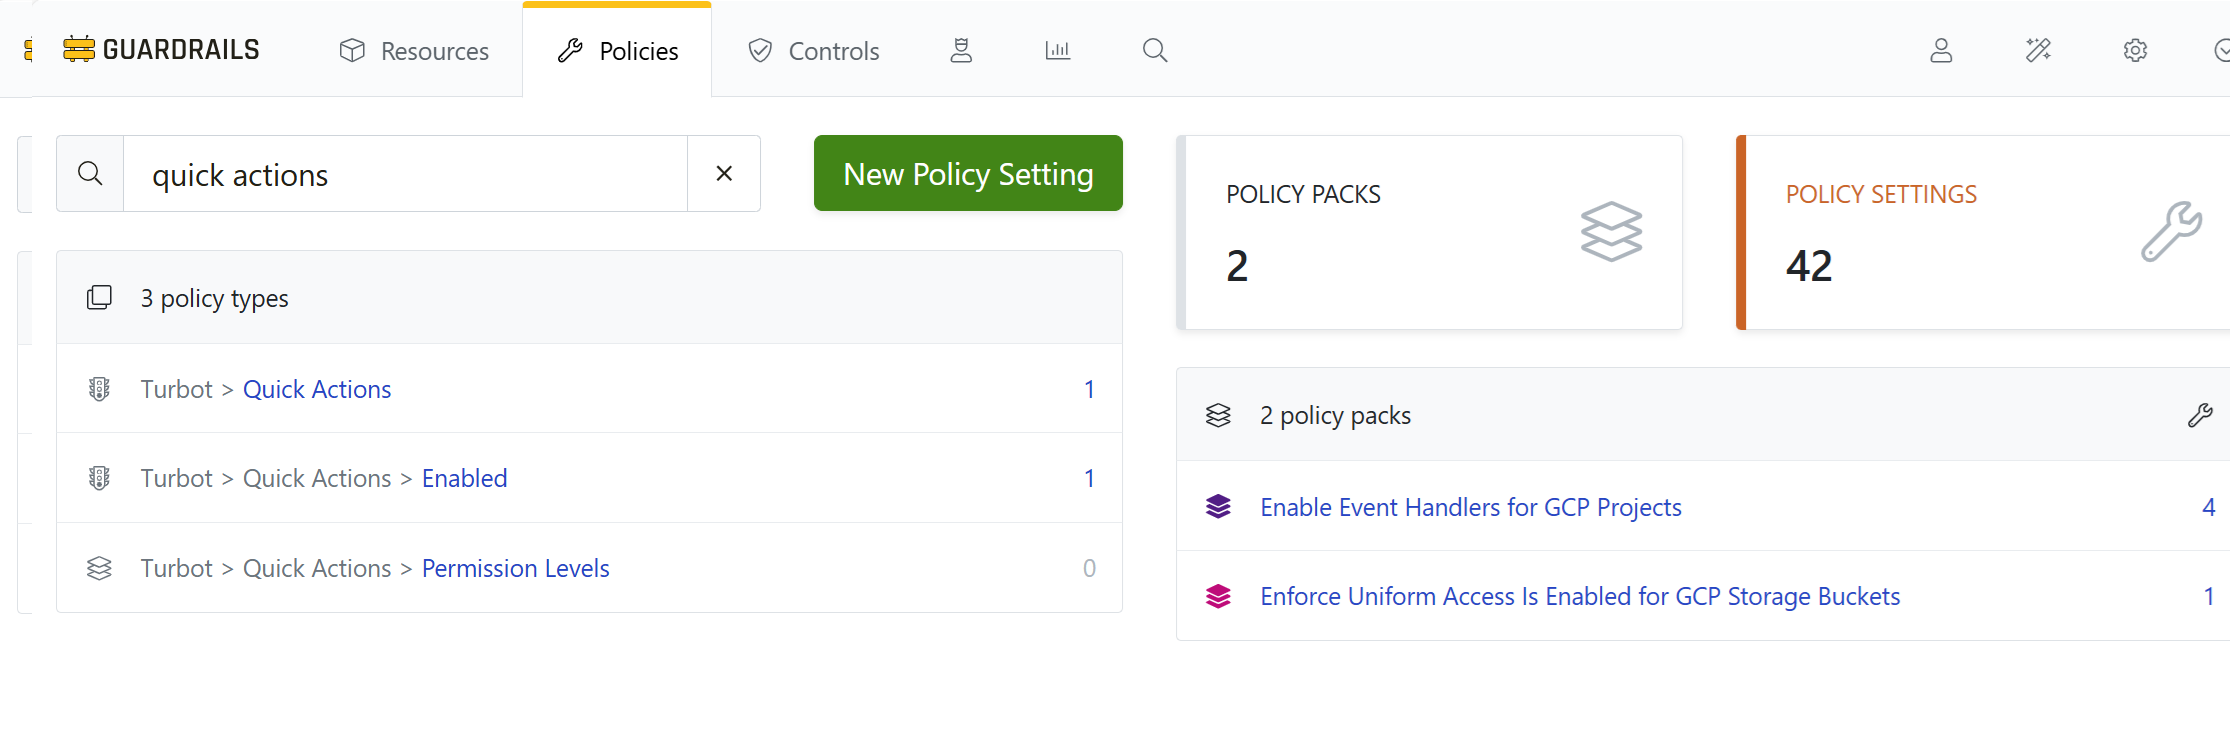 GUARDRAILS Resources Policies Controls
quick actions
New Policy Setting
3 policy types
Turbot > Quick Actions 1
Turbot > Quick Actions > Enabled 1
Turbot > Quick Actions > Permission Levels 0
POLICY PACKS
2
POLICY SETTINGS
42
2 policy packs
Enable Event Handlers for GCP Projects 4
Enforce Uniform Access Is Enabled for GCP Storage Buckets 1